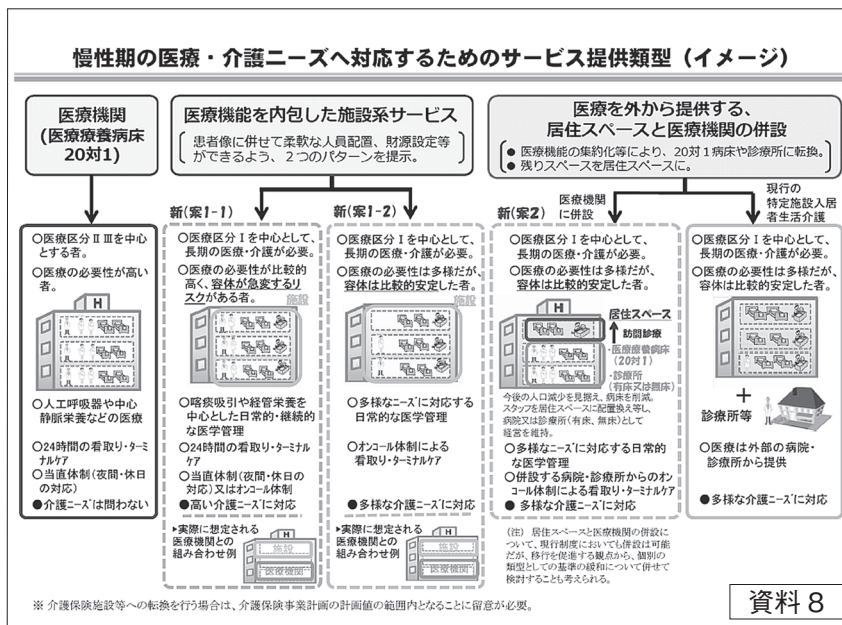 慢性期の医療・介護ニーズへ対応するためのサービス提供類型（イメージ）
医療機関
(医療療養病床
20対1)
医療機能を内包した施設系サービス
患者像に併せて柔軟な人員配置、財源設定等
ができるよう、２つのパターンを提示。
医療を外から提供する、
居住スペースと医療機関の併設
● 医療機能の集約化等により、20対１病床や診療所に転換。
● 残りスペースを居住スペースに。
○医療区分ⅡⅢを中心
とする者。
○医療の必要性が高い
者。
H
○人工呼吸器や中心
静脈栄養などの医療
○24時間の看取り・ターミ
ナルケア
○当直体制(夜間・休日
の対応)
●介護ニーズは問わない
新(案1-1)
○医療区分Ⅰを中心として、
長期の医療・介護が必要。
○医療の必要性が比較的
高く、容体が急変するリ
スクがある者。
施設
H
○喀痰吸引や経管栄養を
中心とした日常的・継続的
な医学管理
○24時間の看取り・ターミナル
ケア
○当直体制(夜間・休日の
対応)又はオンコール体制
●高い介護ニーズに対応
▶実際に想定される
医療機関との
組み合わせ例
H
施設
医療機関
新(案1-2)
○医療区分Ⅰを中心として、
長期の医療・介護が必要。
○医療の必要性は多様だが、
容体は比較的安定した者。
施設
H
○多様なニーズに対応する
日常的な医学管理
○オンコール体制による
看取り・ターミナルケア
●多様な介護ニーズに対応
▶実際に想定される
医療機関との
組み合わせ例
H
施設
医療機関
新(案2)
医療機関
に併設
○医療区分Ⅰを中心として、
長期の医療・介護が必要。
○医療の必要性は多様だが、
容体は比較的安定した者。
H
居住スペース
訪問診療
・医療療養病床
(20対1)
・診療所
(有床又は無床)
今後の人口減少を見据え、病床を削減。
スタッフを居住スペースに配置換え等し、
病院又は診療所（有床、無床）として
経営を維持。
○多様なニーズに対応する日常的
な医学管理
○併設する病院・診療所からのオン
コール体制による看取り・ターミナルケア
● 多様な介護ニーズに対応
現行の
特定施設入居
者生活介護
○医療区分Ⅰを中心として、
長期の医療・介護が必要。
○医療の必要性は多様だが、
容体は比較的安定した者。
＋
診療所等
○医療は外部の病院・
診療所から提供
●多様な介護ニーズに対応
(注) 居住スペースと医療機関の併設
について、現行制度においても併設は可能
だが、移行を促進する観点から、個別の
類型としての基準の緩和について併せて
検討することも考えられる。
※ 介護保険施設等への転換を行う場合は、介護保険事業計画の計画値の範囲内となることに留意が必要。
資料８